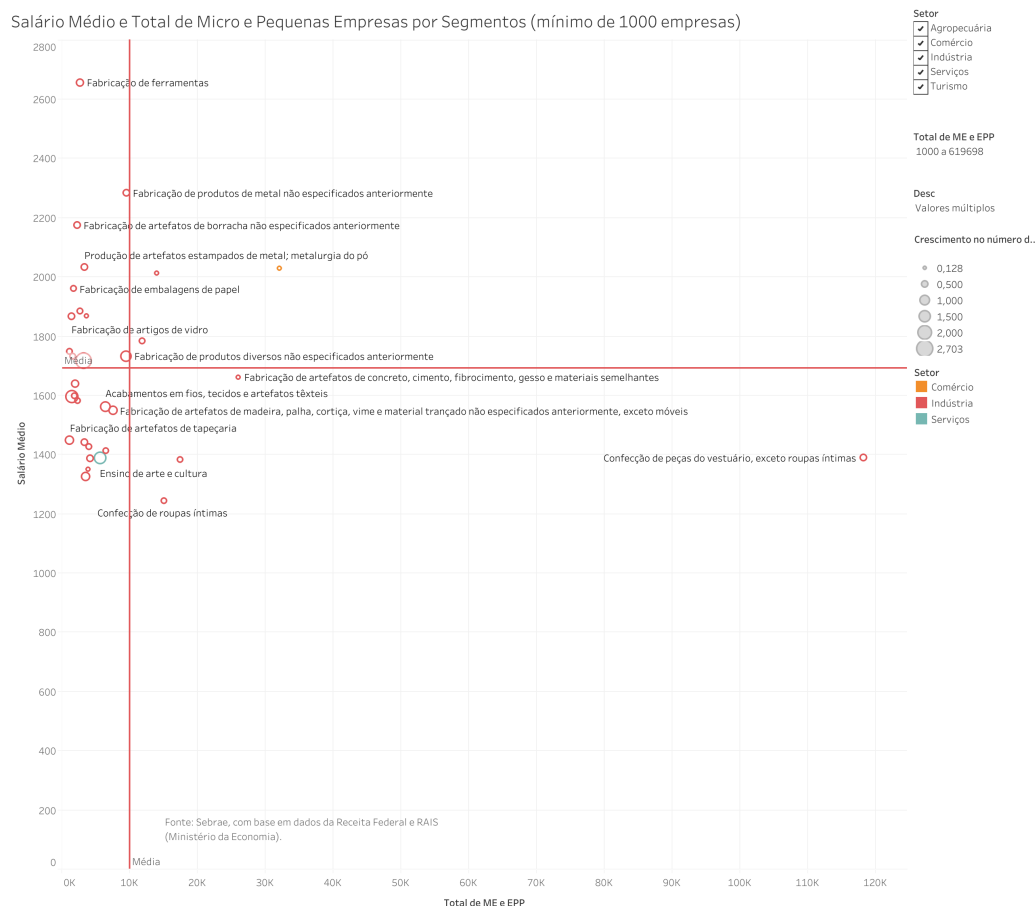 Salário Médio e Total de Micro e Pequenas Empresas por Segmentos (mínimo de 1000 empresas)
2800
2600
2400
2200
2000
1800
1600
1400
1200
1000
800
600
400
200
0
Salário Médio
Fabricação de ferramentas
Fabricação de produtos de metal não especificados anteriormente
Fabricação de artefatos de borracha não especificados anteriormente
Produção de artefatos estampados de metal; metalurgia do pó
Fabricação de embalagens de papel
Fabricação de artigos de vidro
Fabricação de produtos diversos não especificados anteriormente
Média
Fabricação de artefatos de concreto, cimento, fibrocimento, gesso e materiais semelhantes
Acabamentos em fios, tecidos e artefatos têxteis
Fabricação de artefatos de madeira, palha, cortiça, vime e material trançado não especificados anteriormente, exceto móveis
Fabricação de artefatos de tapeçaria
Confecção de peças do vestuário, exceto roupas íntimas
Ensino de arte e cultura
Confecção de roupas íntimas
Fonte: Sebrae, com base em dados da Receita Federal e RAIS
(Ministério da Economia).
Média
0K
10K
20K
30K
40K
50K
60K
70K
80K
90K
100K
110K
120K
Total de ME e EPP
Setor
Agropecuária
Comércio
Indústria
Serviços
Turismo
Total de ME e EPP
1000 a 619698
Desc
Valores múltiplos
Crescimento no número d..
0,128
0,500
1,000
1,500
2,000
2,703
Setor
Comércio
Indústria
Serviços